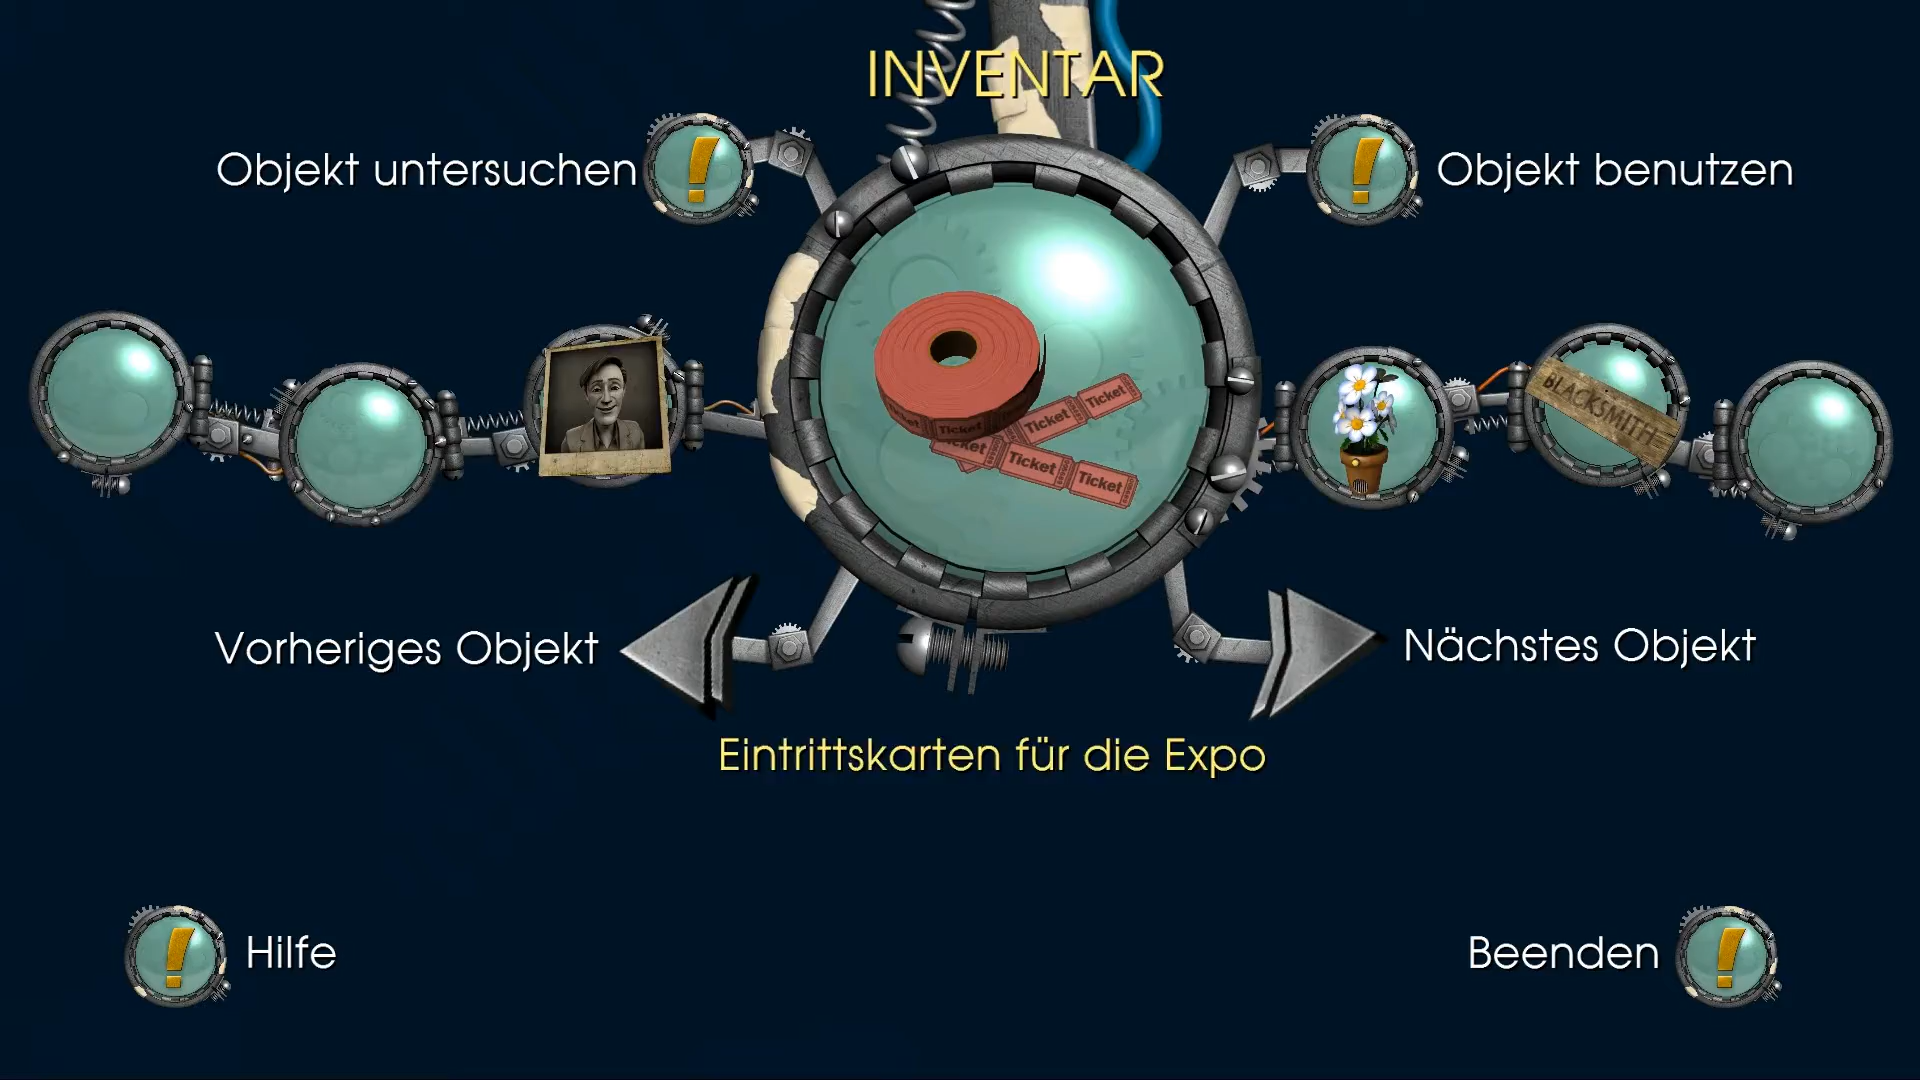 INVENTAR
Objekt untersuchen
Objekt benutzen
BLACKSMITH
Ticket
Ticket
Ticket
Ticket
Ticket
Vorheriges Objekt
Nächstes Objekt
Eintrittskarten für die Expo
Hilfe
Beenden